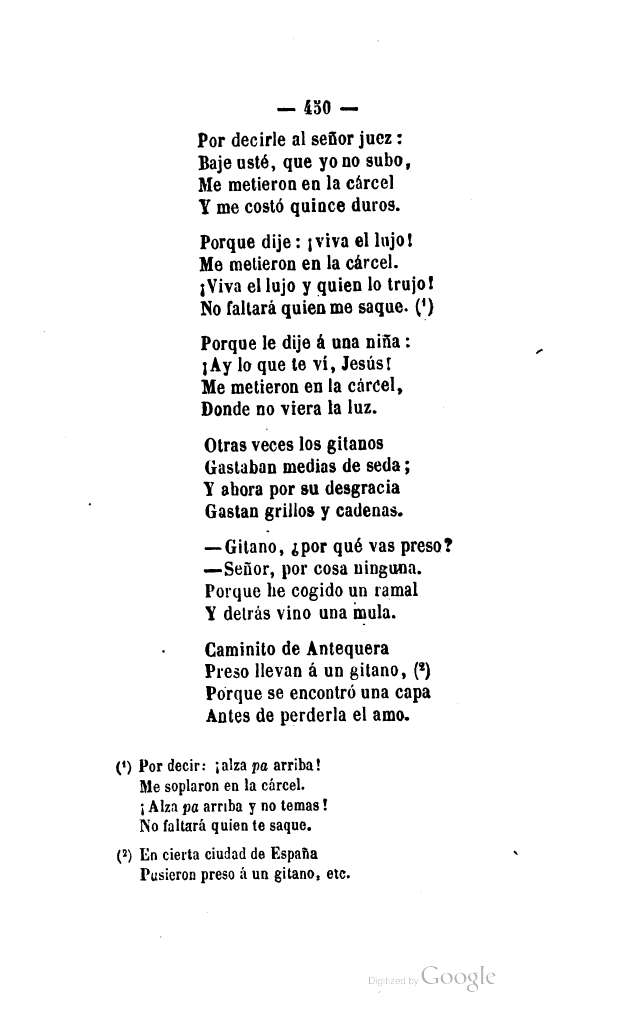 — 450 —
Por decirle al señor juez :
Baje usté, que yo no subo,
Me metieron en la cárcel
Y me costó quince duros.
Porque dije : ¡viva el lujo!
Me metieron en la cárcel.
¡Viva el lujo y quien lo trujo!
No faltará quien me saque. (¹)
Porque le dije á una niña :
¡Ay lo que te ví, Jesús!
Me metieron en la cárcel,
Donde no viera la luz.
Otras veces los gitanos
Gastaban medias de seda ;
Y ahora por su desgracia
Gastan grillos y cadenas.
—Gitano, ¿por qué vas preso?
—Señor, por cosa ninguna.
Porque he cogido un ramal
Y detrás vino una mula.
Caminito de Antequera
Preso llevan á un gitano, (²)
Porque se encontró una capa
Antes de perderla el amo.
(¹) Por decir: ¡alza pa arriba!
Me soplaron en la cárcel.
¡Alza pa arriba y no temas!
No faltará quien te saque.
(²) En cierta ciudad de España
Pusieron preso á un gitano, etc.
Digitized by Google